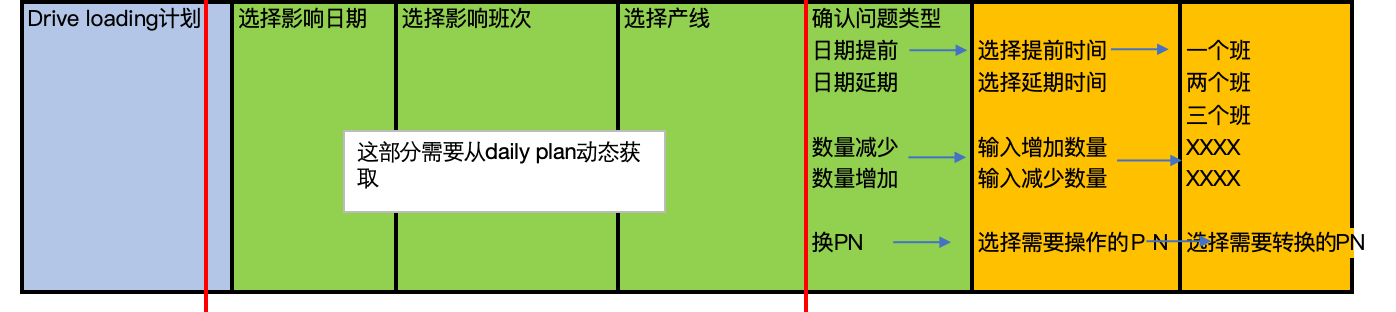 Drive loading计划
选择影响日期
选择影响班次
选择产线
确认问题类型
日期提前
选择提前时间
一个班
日期延期
选择延期时间
两个班
三个班
这部分需要从daily plan动态获
取
数量减少
输入增加数量
XXXX
数量增加
输入减少数量
XXXX
换PN
选择需要操作的P N
选择需要转换的PN